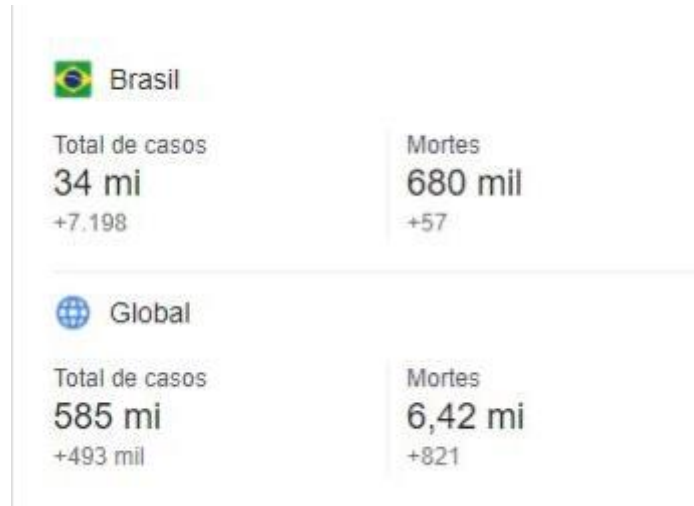 Brasil
Total de casos Mortes
34 mi 680 mil
+7.198 +57
Global
Total de casos Mortes
585 mi 6,42 mi
+493 mil +821